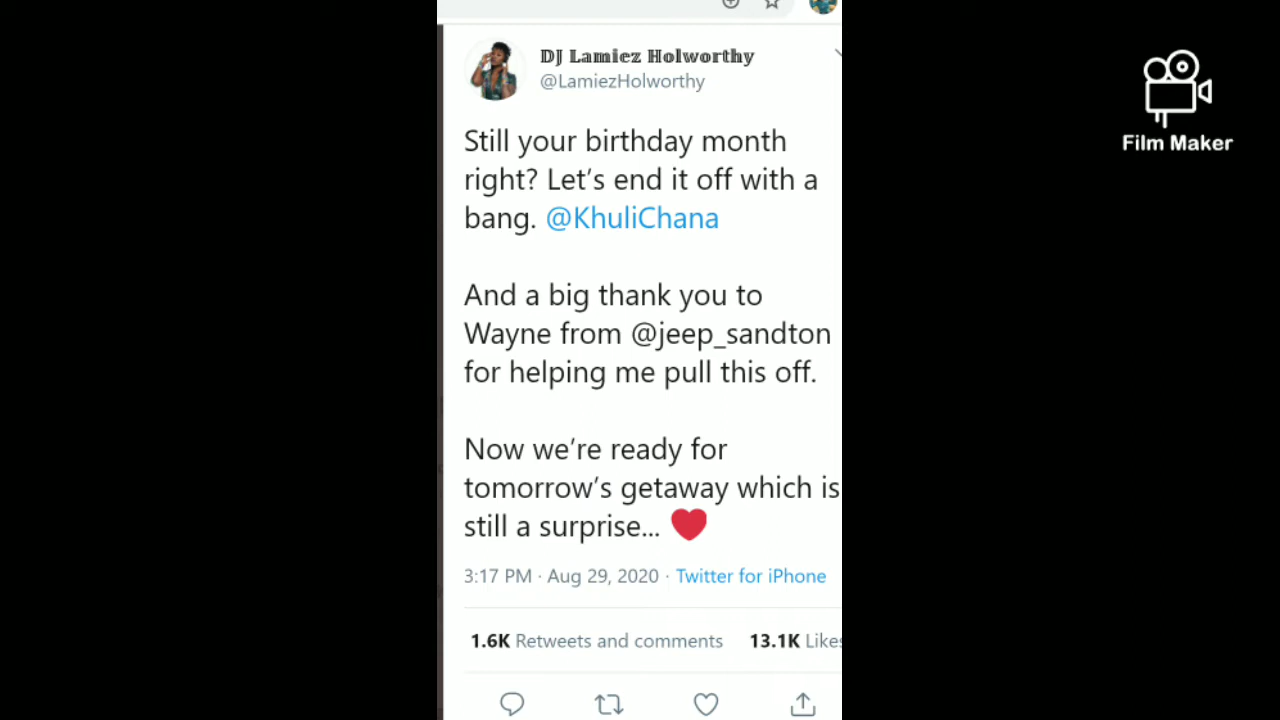 DJ Lamiez Holworthy
@LamiezHolworthy
Still your birthday month
right? Let’s end it off with a
bang. @KhuliChana
And a big thank you to
Wayne from @jeep_sandton
for helping me pull this off.
Now we’re ready for
tomorrow’s getaway which is
still a surprise... ❤
3:17 PM · Aug 29, 2020 · Twitter for iPhone
1.6K Retweets and comments 13.1K Likes
Film Maker